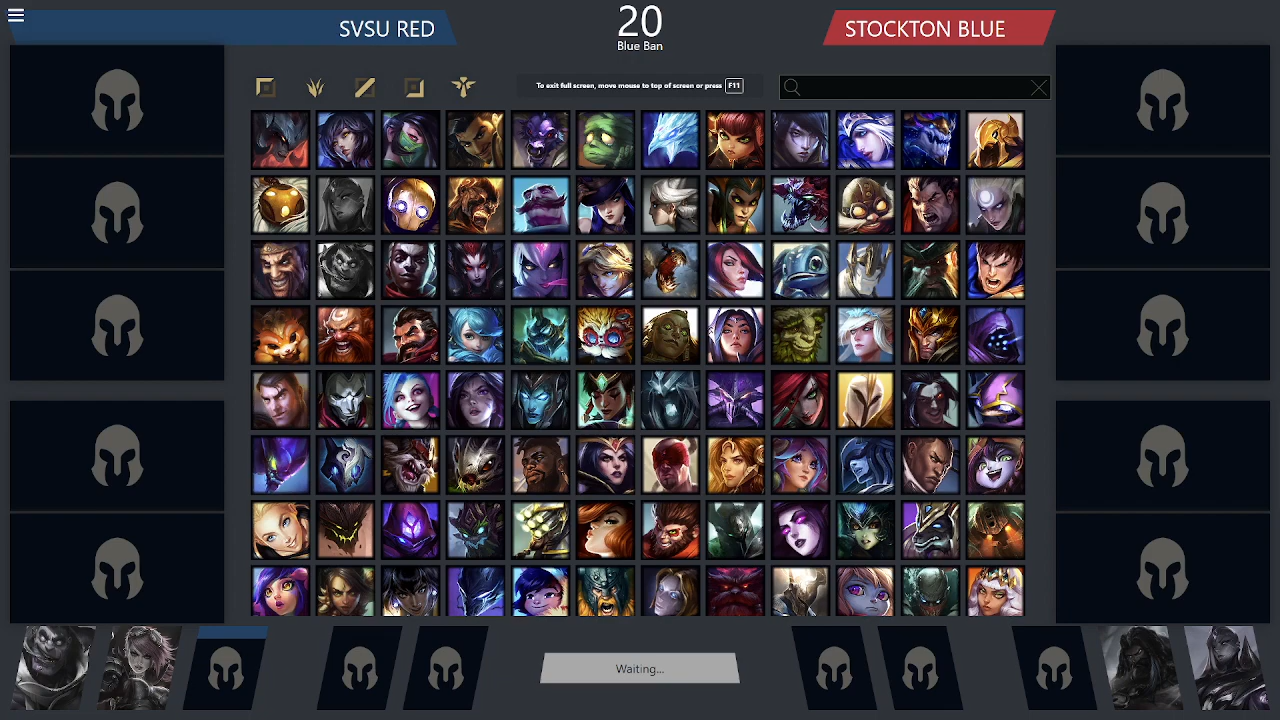 SVSU RED
20
Blue Ban
STOCKTON BLUE
To exit full screen, move mouse to top of screen or press F11
Waiting...